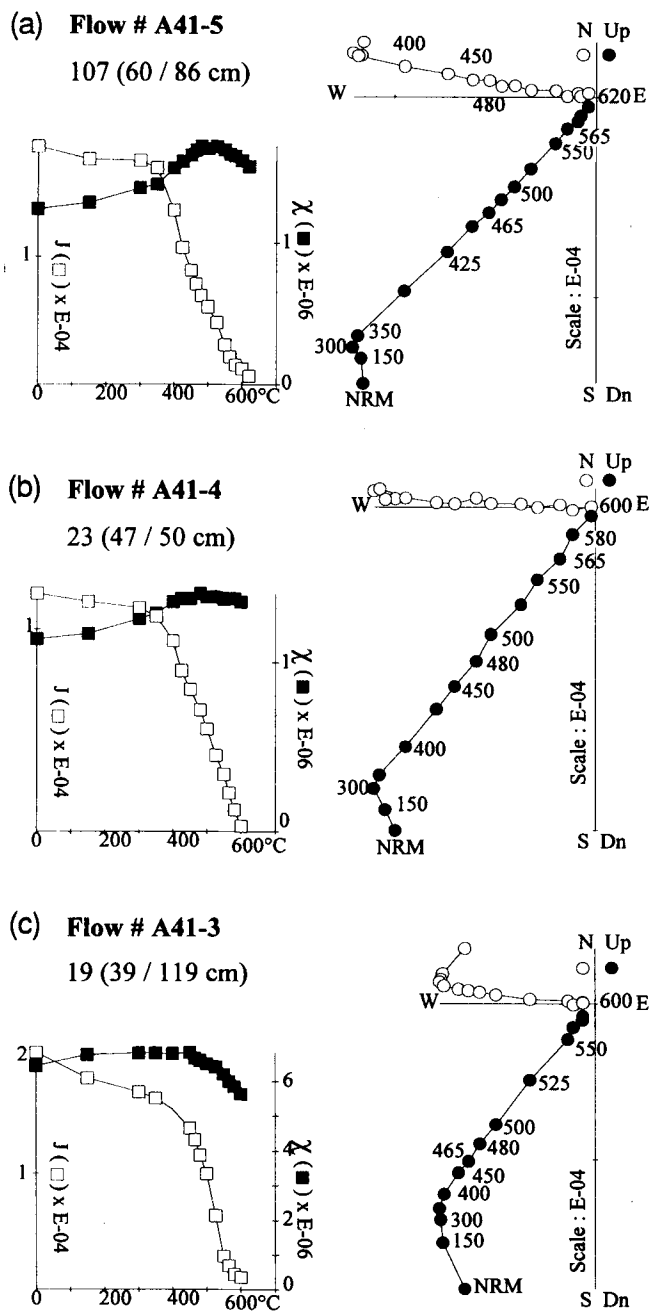 (a) Flow # A41-5
107 (60 / 86 cm)
1
J (□) x E-04
0 200 400 600°C
1
0
χ (■) x E-06
N Up
○ ●
W
620 E
400 450
480
565
550
500
465
425
350
300
150
NRM
Scale : E-04
S Dn
(b) Flow # A41-4
23 (47 / 50 cm)
1
J (□) x E-04
0 200 400 600°C
1
0
χ (■) x E-06
N Up
○ ●
W
600 E
580
565
550
500
480
450
400
300
150
NRM
Scale : E-04
S Dn
(c) Flow # A41-3
19 (39 / 119 cm)
2
1
J (□) x E-04
0 200 400 600°C
6
4
2
0
χ (■) x E-06
N Up
○ ●
W
600 E
550
525
500
465 480
450
400
300
150
NRM
Scale : E-04
S Dn